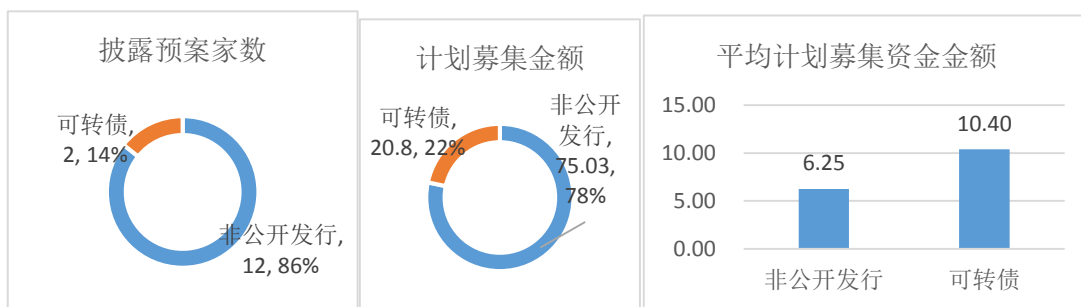 披露预案家数
可转债,
2, 14%
非公开发行,
12, 86%
计划募集金额
可转债,
20.8, 22%
非公开
发行,
75.03,
78%
平均计划募集资金金额
15.00
10.00
5.00
0.00
6.25
10.40
非公开发行
可转债